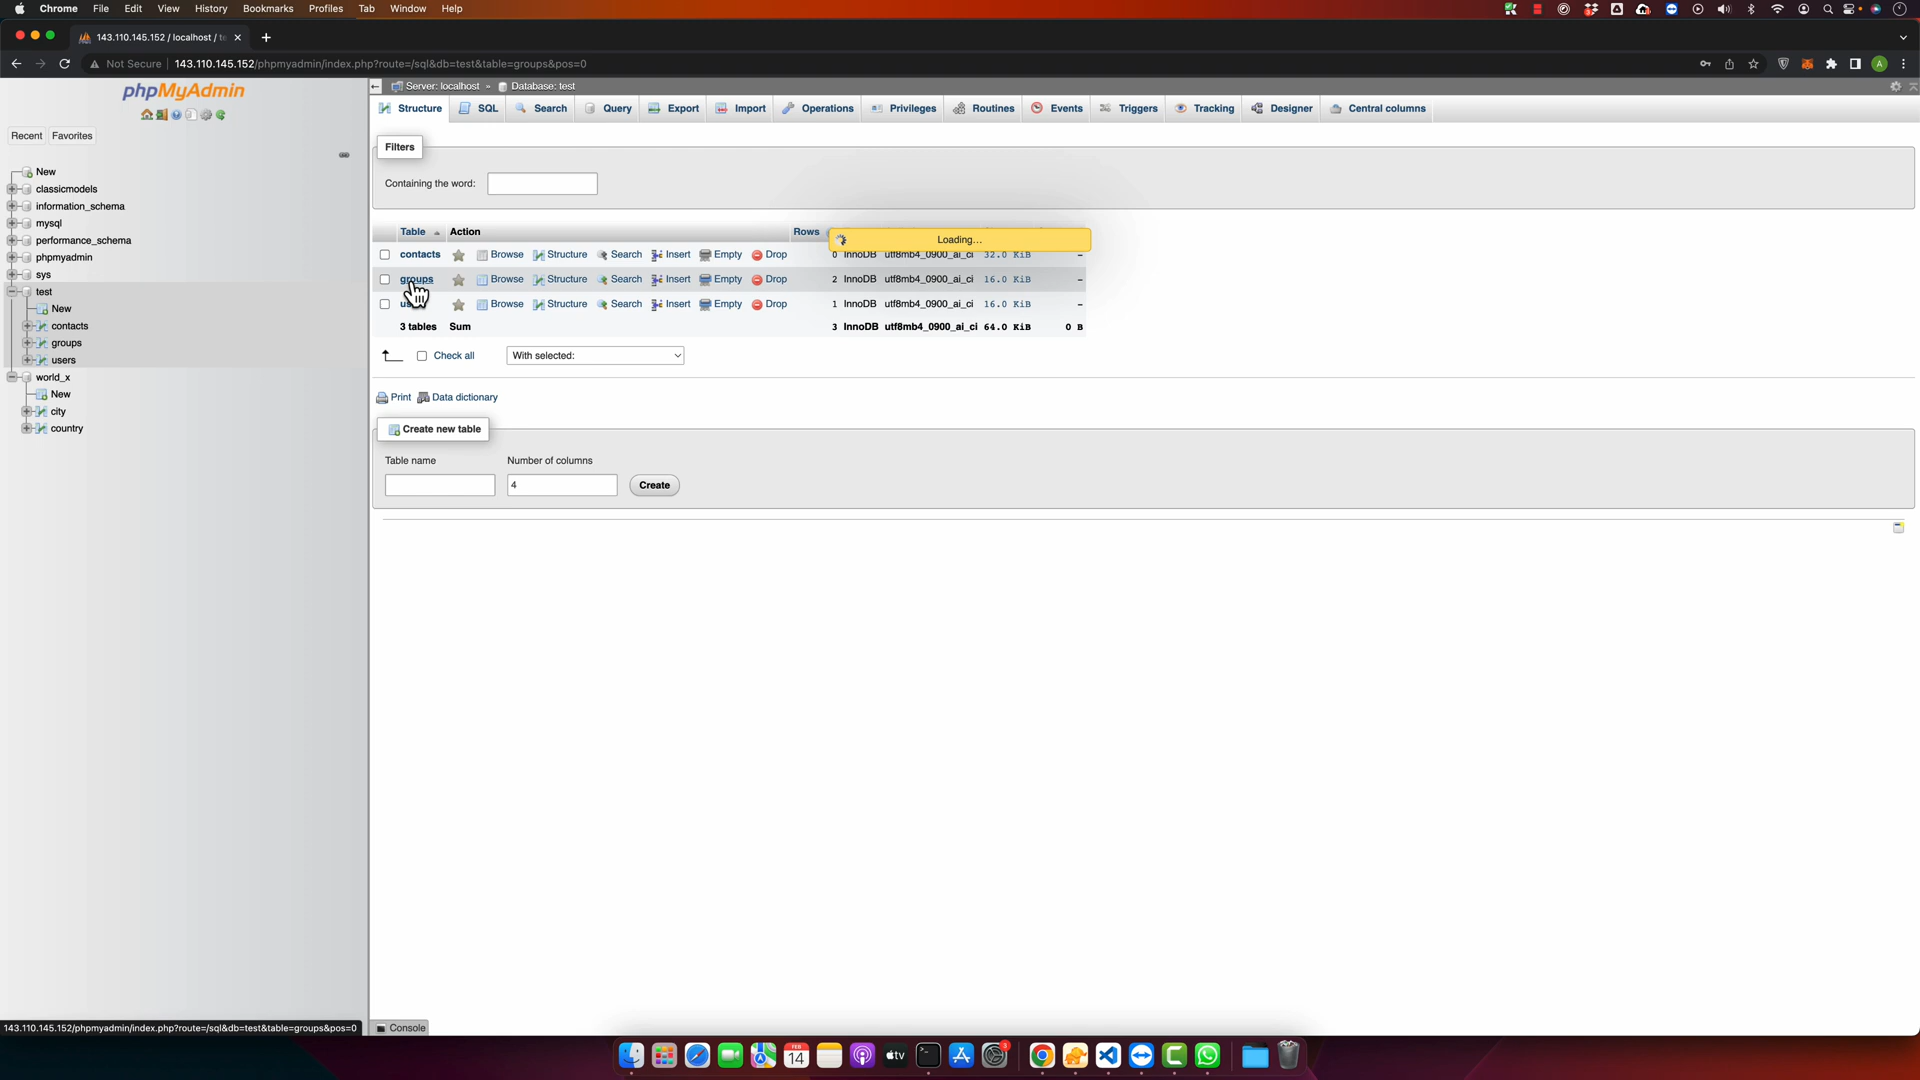 Chrome File Edit View History Bookmarks Profiles Tab Window Help
143.110.145.152 / localhost / te
Not Secure 143.110.145.152/phpmyadmin/index.php?route=/sql&db=test&table=groups&pos=0
A
phpMyAdmin
Server: localhost » Database: test
Structure SQL Search Query Export Import Operations Privileges Routines Events Triggers Tracking Designer Central columns
Recent Favorites
New
classicmodels
information_schema
mysql
performance_schema
phpmyadmin
sys
test
New
contacts
groups
users
world_x
New
city
country
Filters
Containing the word:
Table Action Rows
Loading...
contacts Browse Structure Search Insert Empty Drop 0 InnoDB utf8mb4_0900_ai_ci 32.0 KiB –
groups Browse Structure Search Insert Empty Drop 2 InnoDB utf8mb4_0900_ai_ci 16.0 KiB –
Browse Structure Search Insert Empty Drop 1 InnoDB utf8mb4_0900_ai_ci 16.0 KiB –
3 tables Sum 3 InnoDB utf8mb4_0900_ai_ci 64.0 KiB 0 B
Check all With selected:
Print Data dictionary
Create new table
Table name Number of columns
4 Create
143.110.145.152/phpmyadmin/index.php?route=/sql&db=test&table=groups&pos=0
Console
FEB
14
tv
3